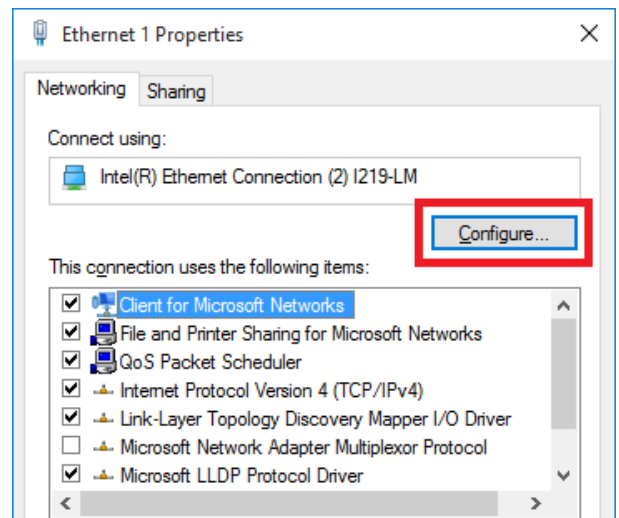 Ethernet 1 Properties
Networking
Sharing
Connect using:
Intel(R) Ethernet Connection (2) I219-LM
Configure...
This connection uses the following items:
Client for Microsoft Networks
File and Printer Sharing for Microsoft Networks
QoS Packet Scheduler
Internet Protocol Version 4 (TCP/IPv4)
Link-Layer Topology Discovery Mapper I/O Driver
Microsoft Network Adapter Multiplexor Protocol
Microsoft LLDP Protocol Driver